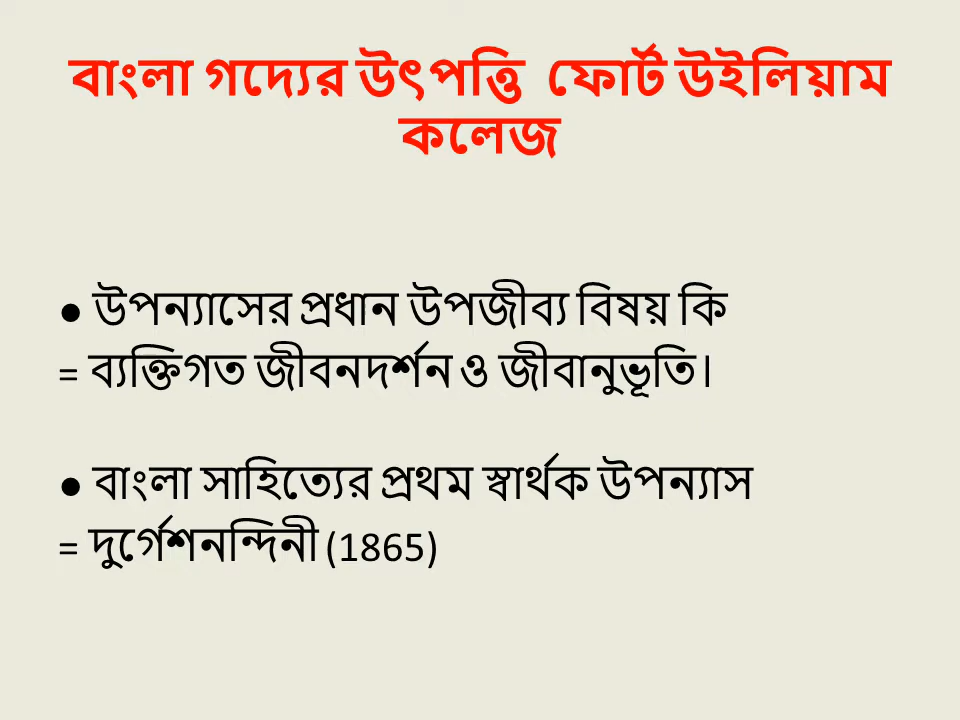 বাংলা গদ্যের উৎপত্তি ফোর্ট উইলিয়াম
কলেজ
● উপন্যাসের প্রধান উপজীব্য বিষয় কি
= ব্যক্তিগত জীবনদর্শন ও জীবানুভূতি।
● বাংলা সাহিত্যের প্রথম স্বার্থক উপন্যাস
= দুর্গেশনন্দিনী (1865)